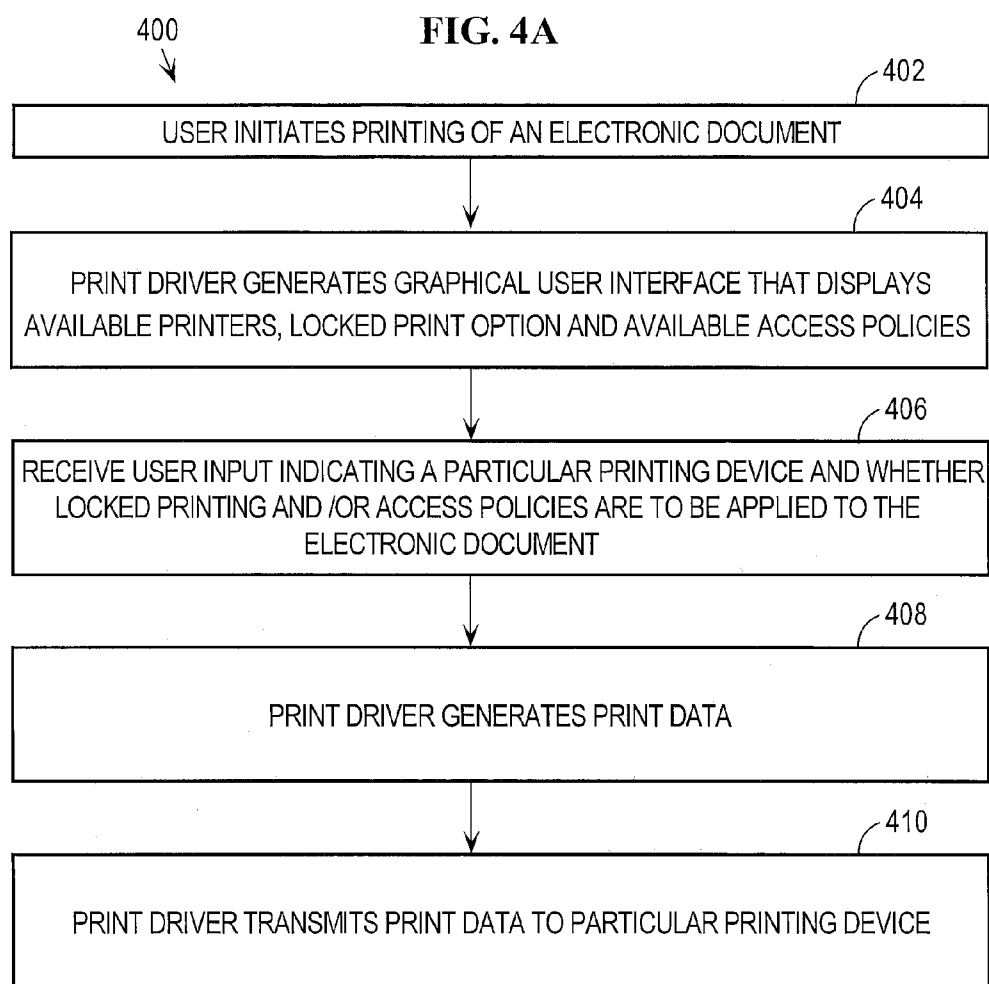 400
FIG. 4A
402
USER INITIATES PRINTING OF AN ELECTRONIC DOCUMENT
404
PRINT DRIVER GENERATES GRAPHICAL USER INTERFACE THAT DISPLAYS
AVAILABLE PRINTERS, LOCKED PRINT OPTION AND AVAILABLE ACCESS POLICIES
406
RECEIVE USER INPUT INDICATING A PARTICULAR PRINTING DEVICE AND WHETHER
LOCKED PRINTING AND /OR ACCESS POLICIES ARE TO BE APPLIED TO THE
ELECTRONIC DOCUMENT
408
PRINT DRIVER GENERATES PRINT DATA
410
PRINT DRIVER TRANSMITS PRINT DATA TO PARTICULAR PRINTING DEVICE